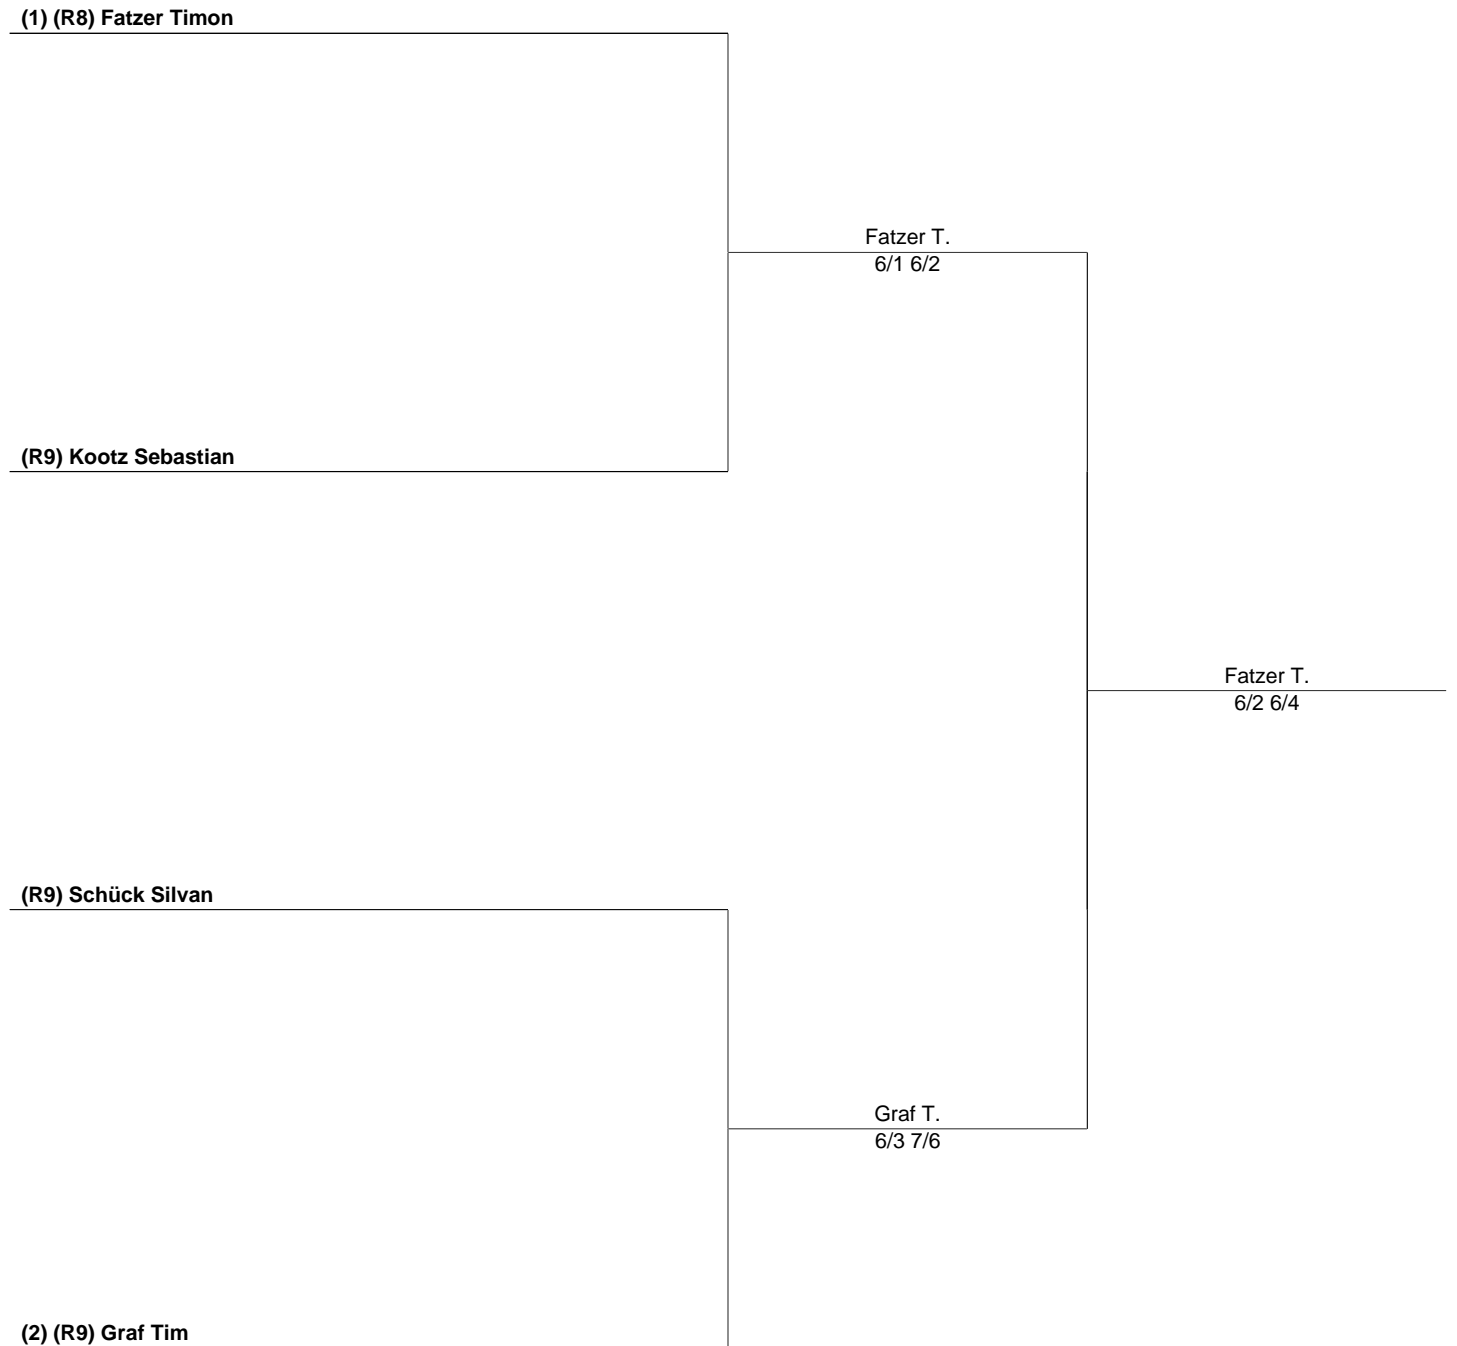 (1) (R8) Fatzer Timon
Fatzer T.
6/1 6/2
(R9) Kootz Sebastian
Fatzer T.
6/2 6/4
(R9) Schück Silvan
Graf T.
6/3 7/6
(2) (R9) Graf Tim